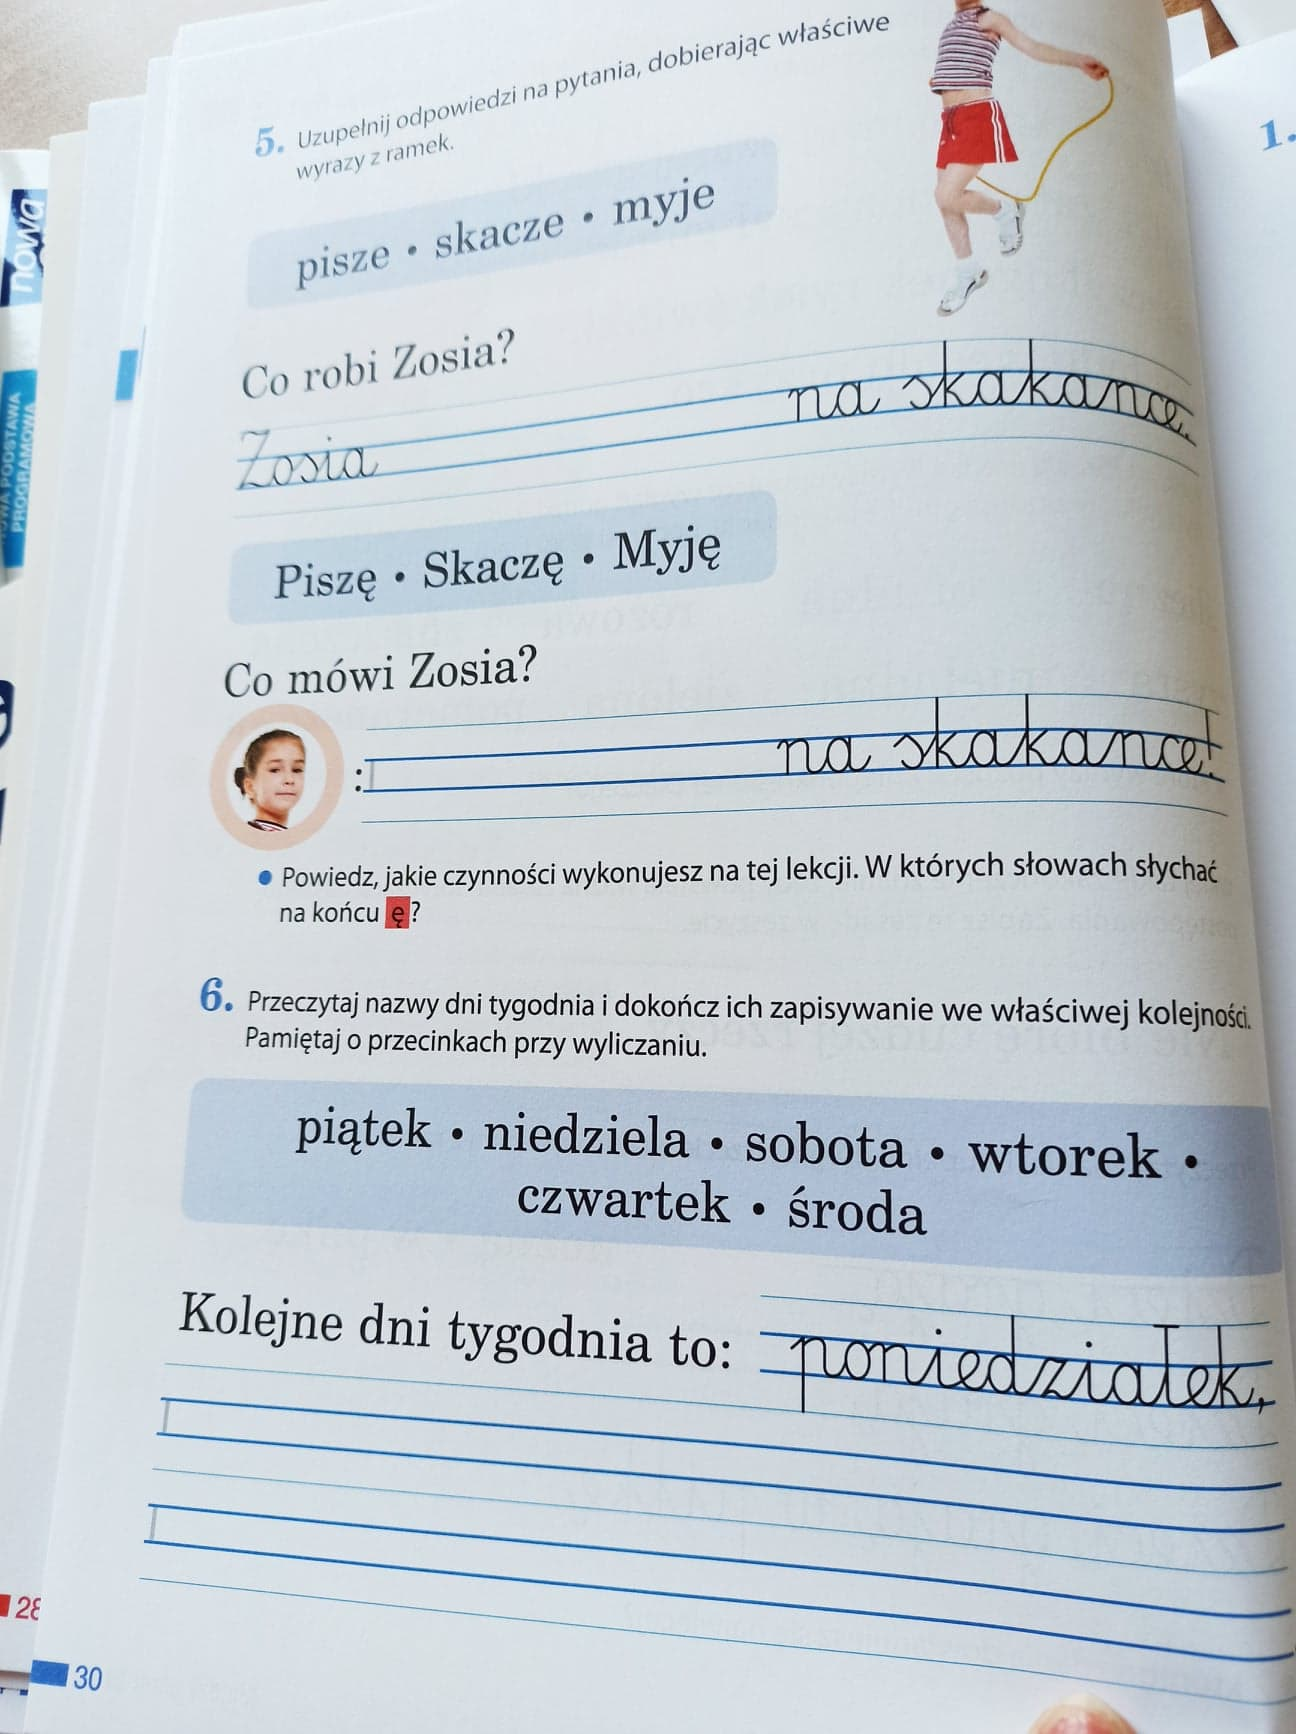 5. Uzupełnij odpowiedzi na pytania, dobierając właściwe
wyrazy z ramek.
pisze • skacze • myje
Co robi Zosia?
Zosia na skakance.
Piszę • Skaczę • Myję
Co mówi Zosia?
: na skakance!
• Powiedz, jakie czynności wykonujesz na tej lekcji. W których słowach słychać
na końcu ę?
6. Przeczytaj nazwy dni tygodnia i dokończ ich zapisywanie we właściwej kolejności.
Pamiętaj o przecinkach przy wyliczaniu.
piątek • niedziela • sobota • wtorek •
czwartek • środa
Kolejne dni tygodnia to: poniedziałek,
30
28
nowa
PODSTAWA
PROGRAMOWA
1.